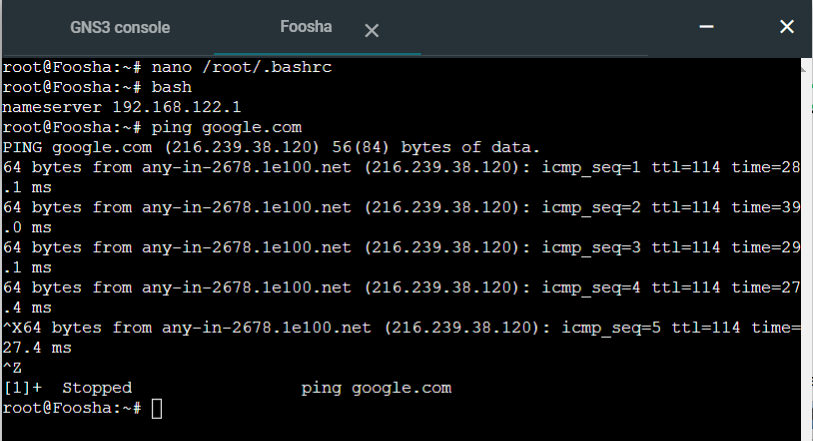 GNS3 console
Foosha
root@Foosha:~# nano /root/.bashrc
root@Foosha:~# bash
nameserver 192.168.122.1
root@Foosha:~# ping google.com
PING google.com (216.239.38.120) 56(84) bytes of data.
64 bytes from any-in-2678.1e100.net (216.239.38.120): icmp_seq=1 ttl=114 time=28
.1 ms
64 bytes from any-in-2678.1e100.net (216.239.38.120): icmp_seq=2 ttl=114 time=39
.0 ms
64 bytes from any-in-2678.1e100.net (216.239.38.120): icmp_seq=3 ttl=114 time=29
.1 ms
64 bytes from any-in-2678.1e100.net (216.239.38.120): icmp_seq=4 ttl=114 time=27
.4 ms
^X64 bytes from any-in-2678.1e100.net (216.239.38.120): icmp_seq=5 ttl=114 time=
27.4 ms
^Z
[1]+  Stopped                 ping google.com
root@Foosha:~#